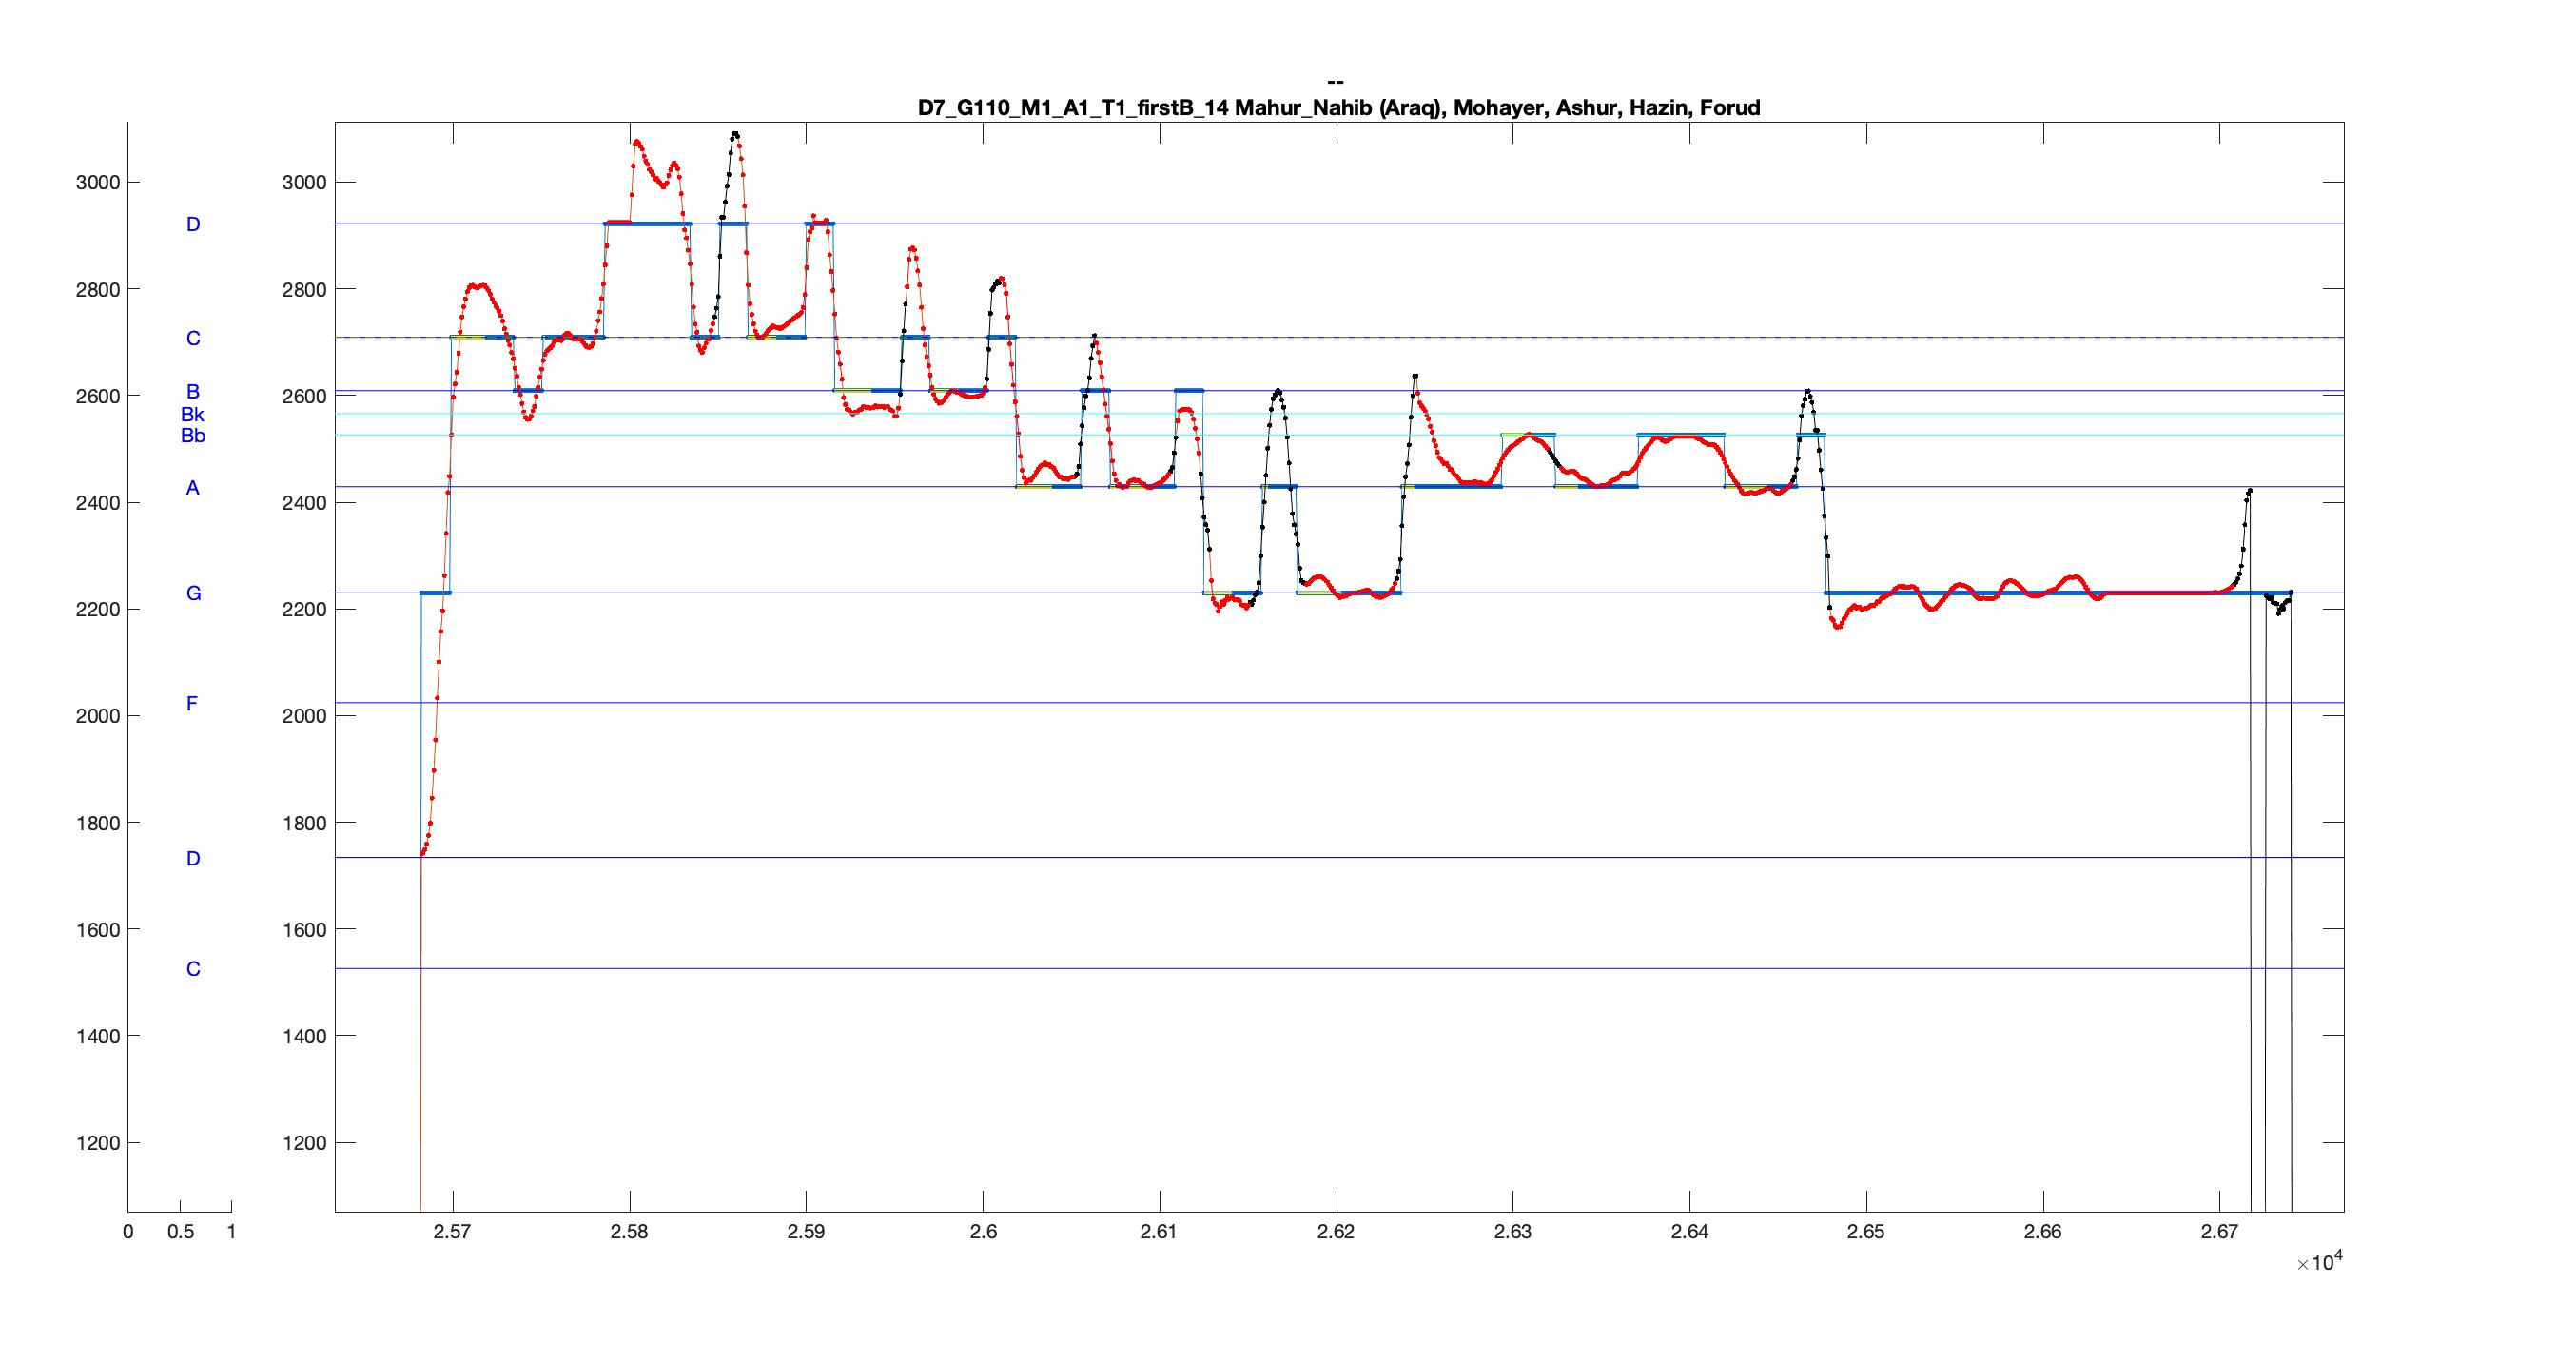 --
D7_G110_M1_A1_T1_firstB_14 Mahur_Nahib (Araq), Mohayer, Ashur, Hazin, Forud
3000 3000
D
2800 2800
C
2600 B 2600
Bk
Bb
A
2400 2400
G
2200 2200
F
2000 2000
1800 1800
D
1600 1600
C
1400 1400
1200 1200
0 0.5 1 2.57 2.58 2.59 2.6 2.61 2.62 2.63 2.64 2.65 2.66 2.67
×10^4